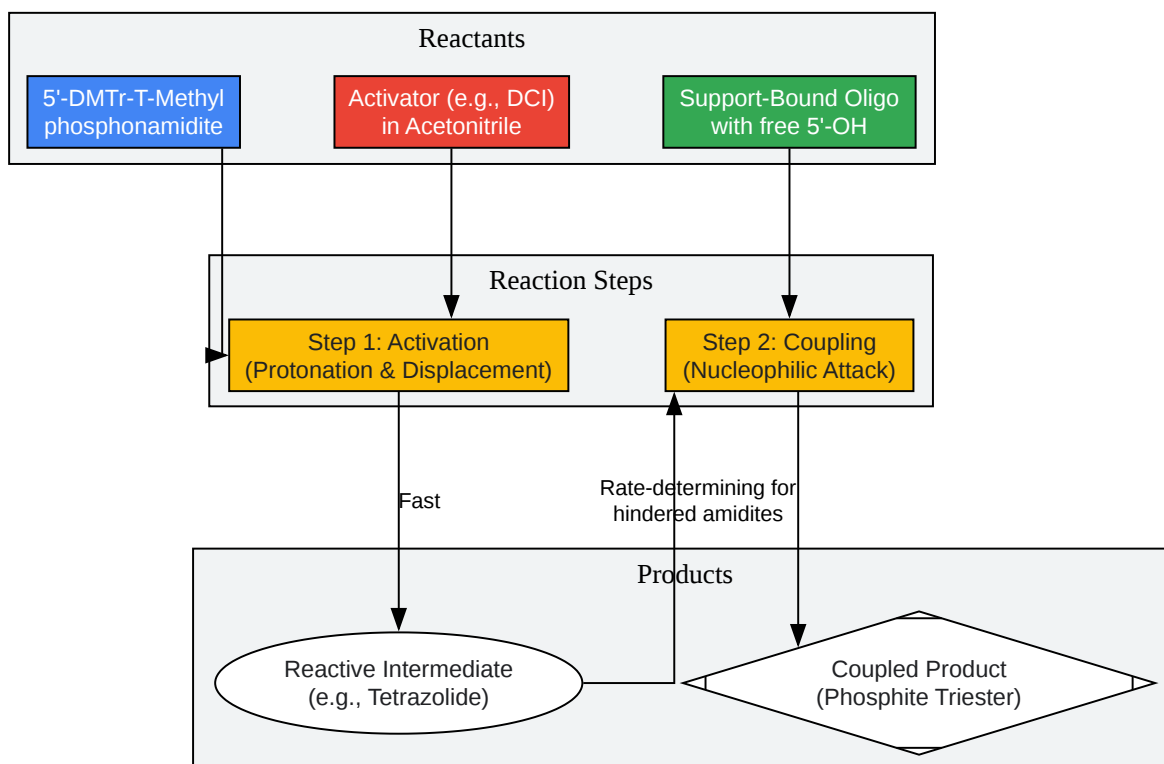 Reactants
5'-DMTr-T-Methyl
phosphonamidite
Activator (e.g., DCI)
in Acetonitrile
Support-Bound Oligo
with free 5'-OH
Reaction Steps
Step 1: Activation
(Protonation & Displacement)
Step 2: Coupling
(Nucleophilic Attack)
Fast
Rate-determining for
hindered amidites
Products
Reactive Intermediate
(e.g., Tetrazolide)
Coupled Product
(Phosphite Triester)